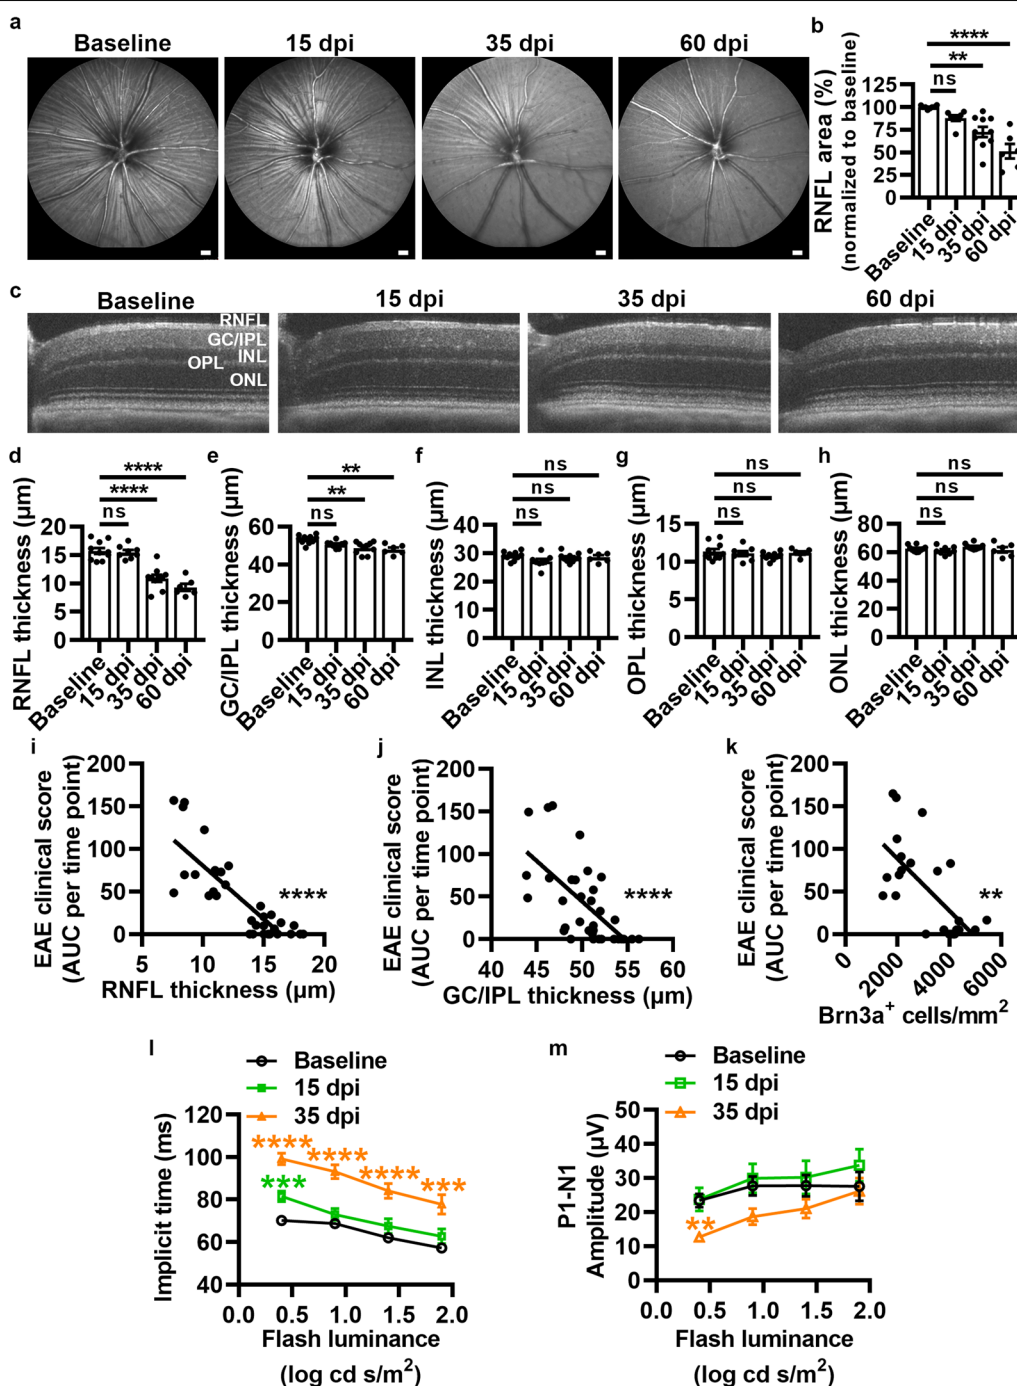 a
Baseline
15 dpi
35 dpi
60 dpi
b
****
**
ns
RNFL area (%)
(normalized to baseline)
125
100
75
50
25
0
Baseline
15 dpi
35 dpi
60 dpi
c
Baseline
15 dpi
35 dpi
60 dpi
RNFL
GC/IPL
INL
OPL
ONL
d
****
****
ns
RNFL thickness (µm)
20
15
10
5
0
Baseline
15 dpi
35 dpi
60 dpi
e
**
**
ns
GC/IPL thickness (µm)
60
40
20
0
Baseline
15 dpi
35 dpi
60 dpi
f
ns
ns
ns
INL thickness (µm)
40
30
20
10
0
Baseline
15 dpi
35 dpi
60 dpi
g
ns
ns
ns
OPL thickness (µm)
15
10
5
0
Baseline
15 dpi
35 dpi
60 dpi
h
ns
ns
ns
ONL thickness (µm)
80
60
40
20
0
Baseline
15 dpi
35 dpi
60 dpi
i
EAE clinical score
(AUC per time point)
200
150
100
50
0
****
5 10 15 20
RNFL thickness (µm)
j
EAE clinical score
(AUC per time point)
200
150
100
50
0
****
40 45 50 55 60
GC/IPL thickness (µm)
k
EAE clinical score
(AUC per time point)
200
150
100
50
0
**
0 2000 4000 6000
Brn3a⁺ cells/mm²
l
Baseline
15 dpi
35 dpi
Implicit time (ms)
120
100
80
60
40
**** **** **** ***
***
0.0 0.5 1.0 1.5 2.0
Flash luminance
(log cd s/m²)
m
Baseline
15 dpi
35 dpi
P1-N1
Amplitude (µV)
50
40
30
20
10
0
**
0.0 0.5 1.0 1.5 2.0
Flash luminance
(log cd s/m²)